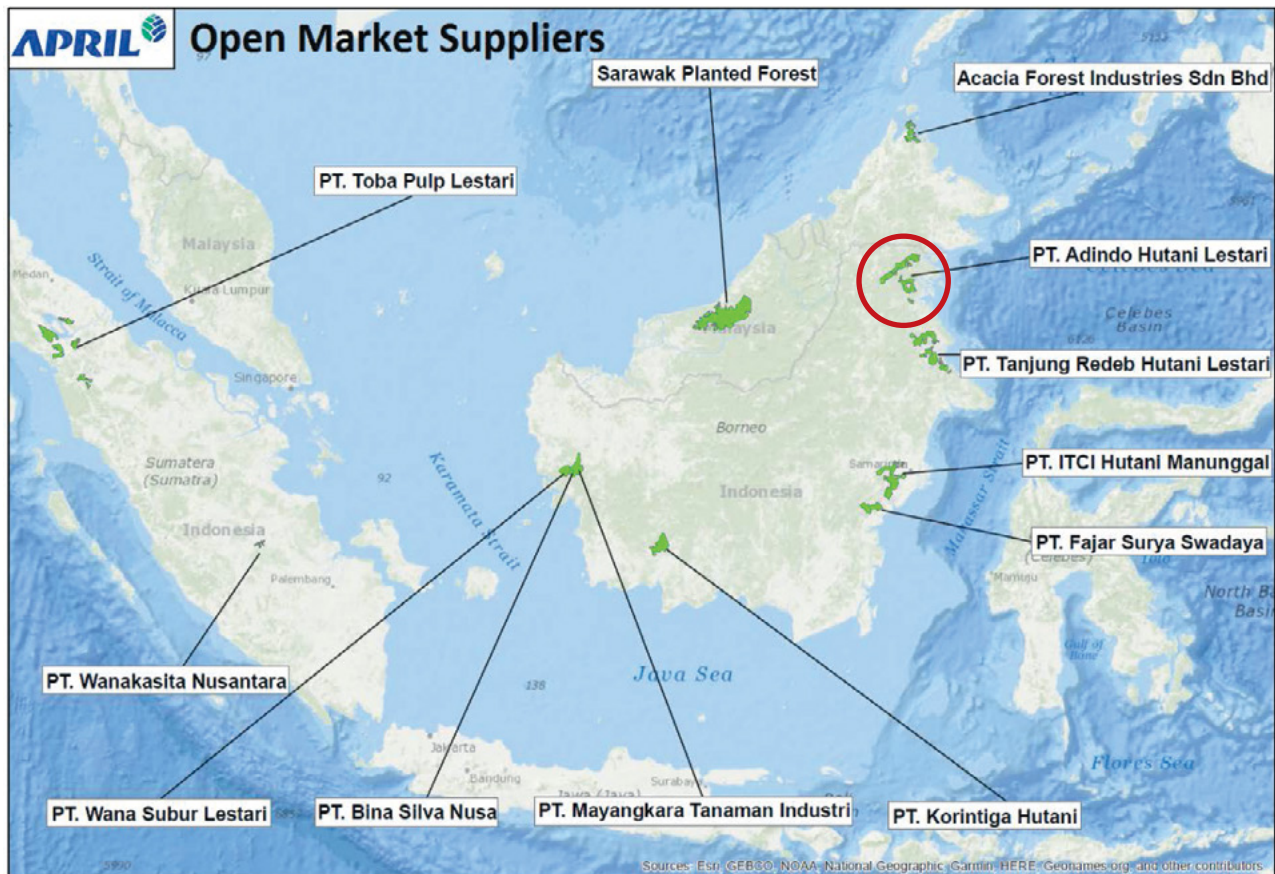 APRIL
Open Market Suppliers
Sarawak Planted Forest
Acacia Forest Industries Sdn Bhd
PT. Toba Pulp Lestari
PT. Adindo Hutani Lestari
PT. Tanjung Redeb Hutani Lestari
PT. ITCI Hutani Manunggal
PT. Fajar Surya Swadaya
PT. Wanakasita Nusantara
PT. Wana Subur Lestari
PT. Bina Silva Nusa
PT. Mayangkara Tanaman Industri
PT. Korintiga Hutani
Malaysia
Medan
Kuala Lumpur
Strait of Malacca
Singapore
Sumatera
(Sumatra)
Indonesia
Palembang
Karamata Strait
92
Malaysia
Borneo
Indonesia
Celebes
Basin
Makassar Strait
(Celebes)
Mamuju
Gulf of
Bone
Java Sea
138
Jakarta
Bandung
Surabaya
Jawa (Java)
Flores Sea
5990
Sources: Esri, GEBCO, NOAA, National Geographic, Garmin, HERE, Geonames.org, and other contributors